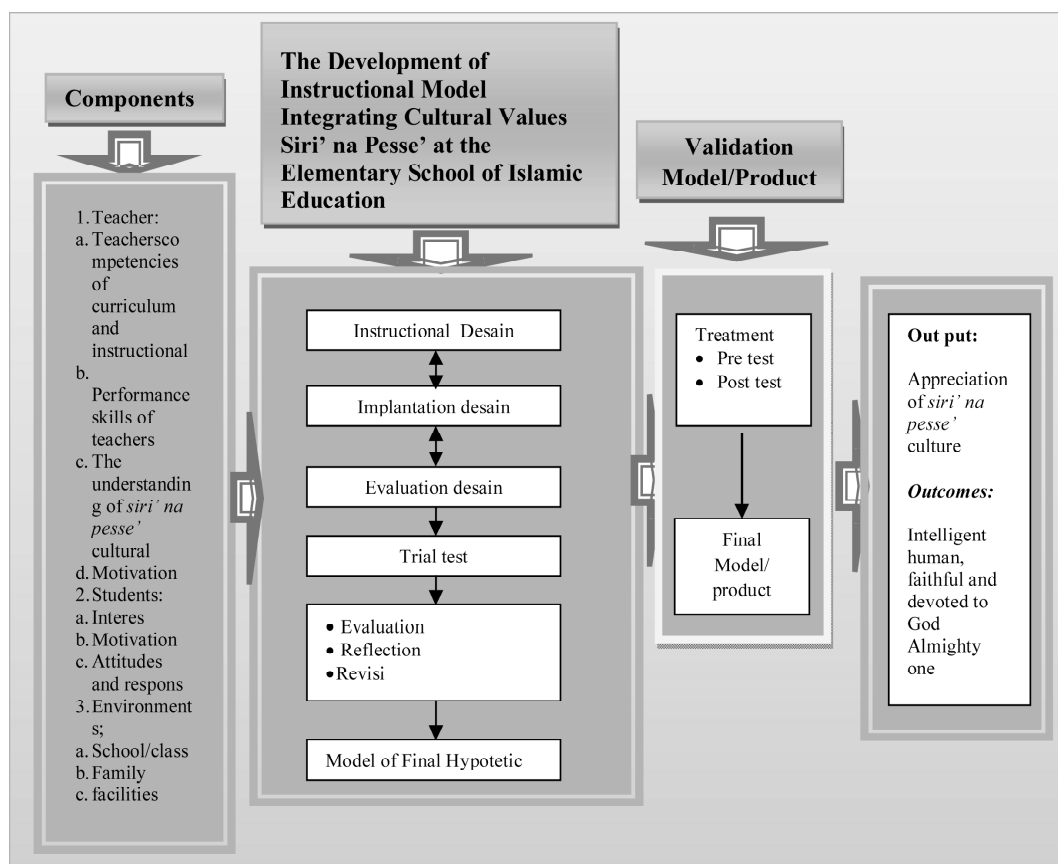 Components
1. Teacher:
a. Teachersco
mpetencies
of
curriculum
and
instructional
b.
Performance
skills of
teachers
c. The
understandin
g of siri’ na
pesse’
cultural
d. Motivation
2. Students:
a. Interes
b. Motivation
c. Attitudes
and respons
3. Environment
s;
a. School/class
b. Family
c. facilities
The Development of
Instructional Model
Integrating Cultural Values
Siri’ na Pesse’ at the
Elementary School of Islamic
Education
Instructional Desain
Implantation desain
Evaluation desain
Trial test
• Evaluation
• Reflection
• Revisi
Model of Final Hypotetic
Validation
Model/Product
Treatment
• Pre test
• Post test
Final
Model/
product
Out put:
Appreciation
of siri’ na
pesse’
culture
Outcomes:
Intelligent
human,
faithful and
devoted to
God
Almighty
one